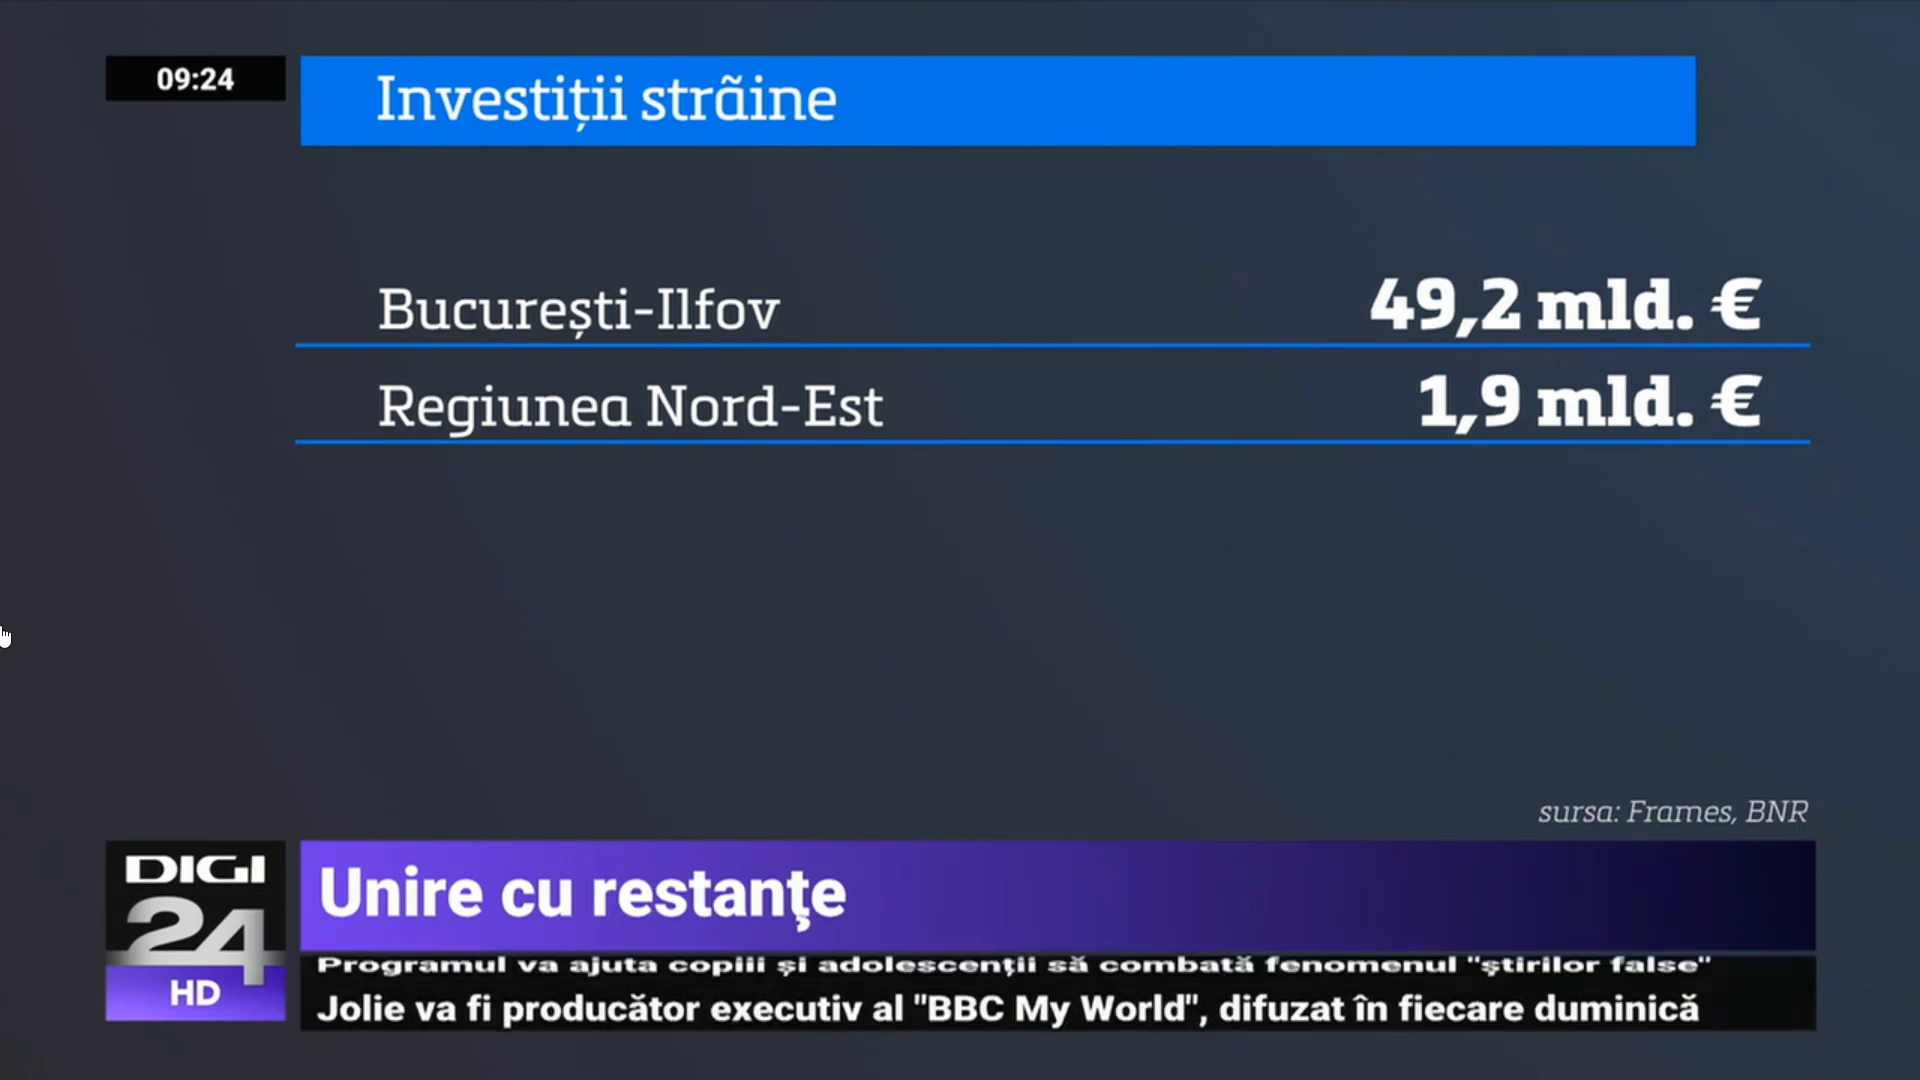 09:24
Investiții străine
București-Ilfov 49,2 mld. €
Regiunea Nord-Est 1,9 mld. €
sursa: Frames, BNR
DIGI
24
HD
Unire cu restanțe
Programul va ajuta copiii și adolescenții să combată fenomenul "știrilor false"
Jolie va fi producător executiv al "BBC My World", difuzat în fiecare duminică